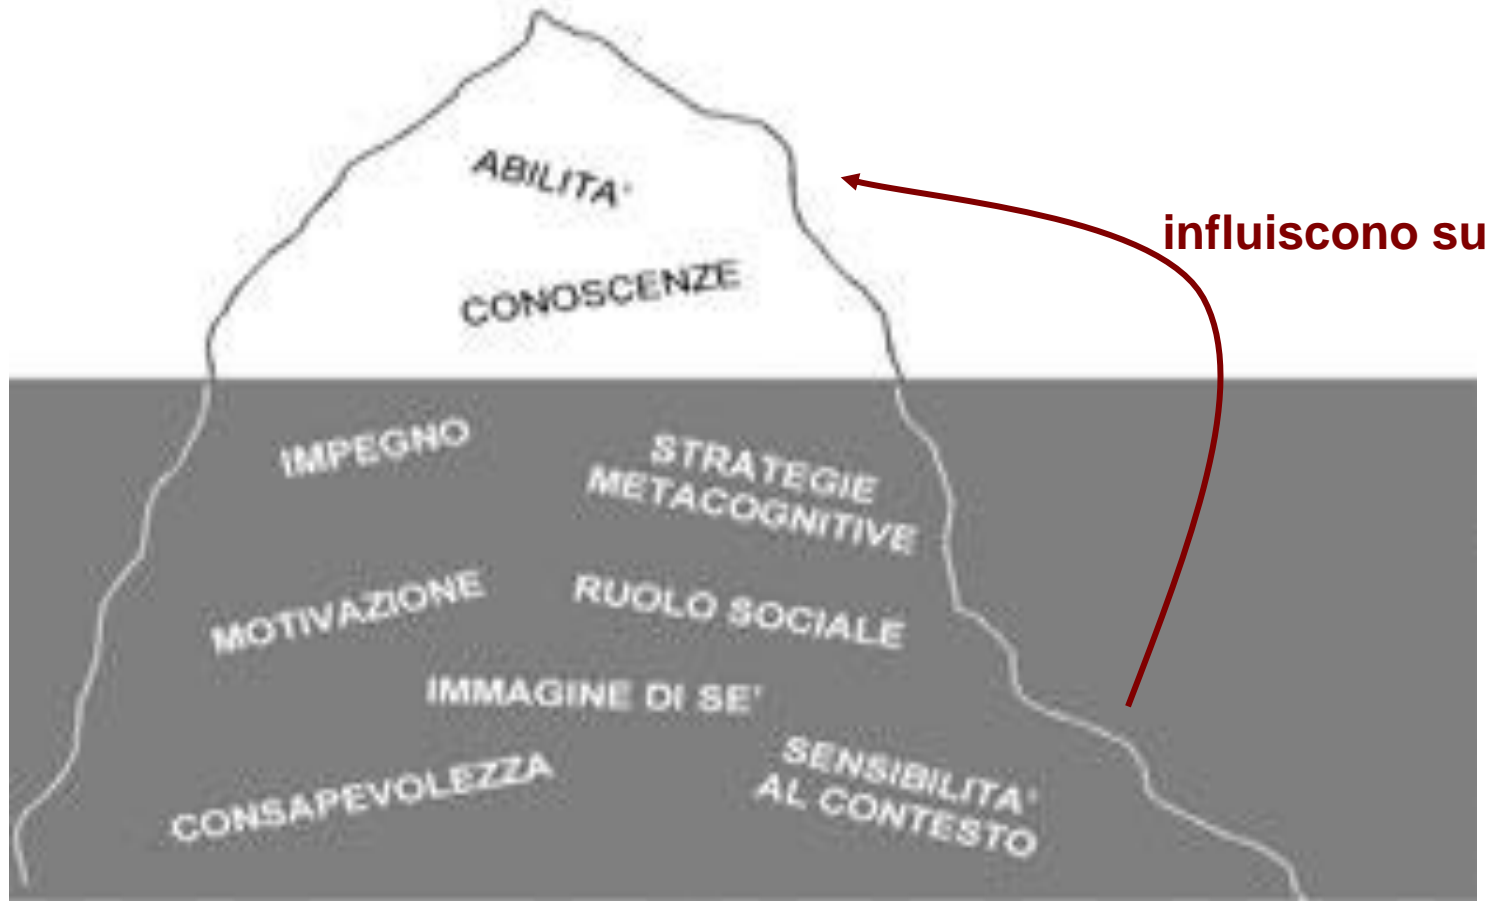 ABILITA'
influiscono su
CONOSCENZE
IMPEGNO
STRATEGIE
METACOGNITIVE
MOTIVAZIONE
RUOLO SOCIALE
IMMAGINE DI SE'
CONSAPEVOLEZZA
SENSIBILITA'
AL CONTESTO